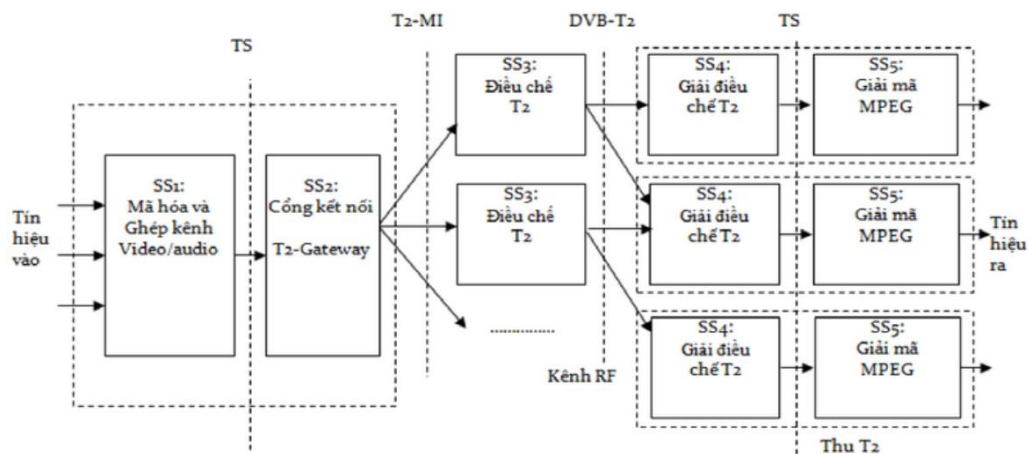 T2-MI
DVB-T2
TS
TS
SS1:
Mã hóa và
Ghép kênh
Video/audio
SS2:
Cổng kết nối
T2-Gateway
SS3:
Điều chế
T2
SS3:
Điều chế
T2
...............
SS4:
Giải điều
chế T2
SS5:
Giải mã
MPEG
SS4:
Giải điều
chế T2
SS5:
Giải mã
MPEG
SS4:
Giải điều
chế T2
SS5:
Giải mã
MPEG
Tín
hiệu
vào
Tín
hiệu
ra
Kênh RF
Thu T2